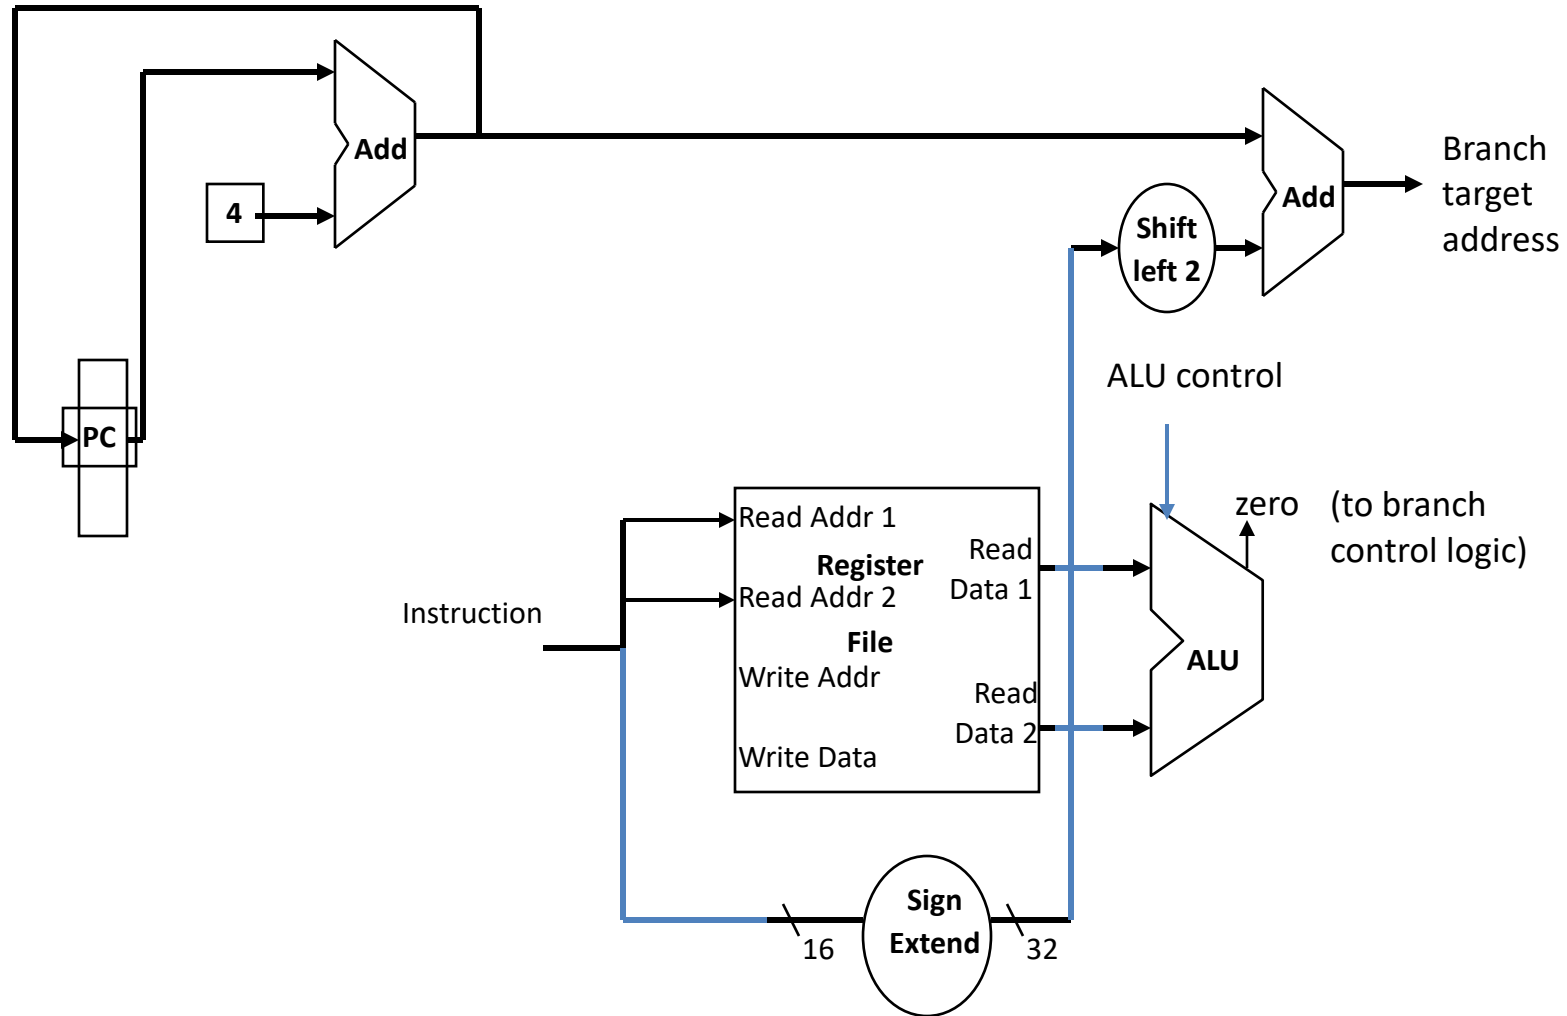 Add
4
Add
Branch
target
address
Shift
left 2
PC
ALU control
Read Addr 1
Register
Read Addr 2
File
Write Addr
Write Data
Read
Data 1
Read
Data 2
Instruction
zero
(to branch
control logic)
ALU
Sign
Extend
16
32